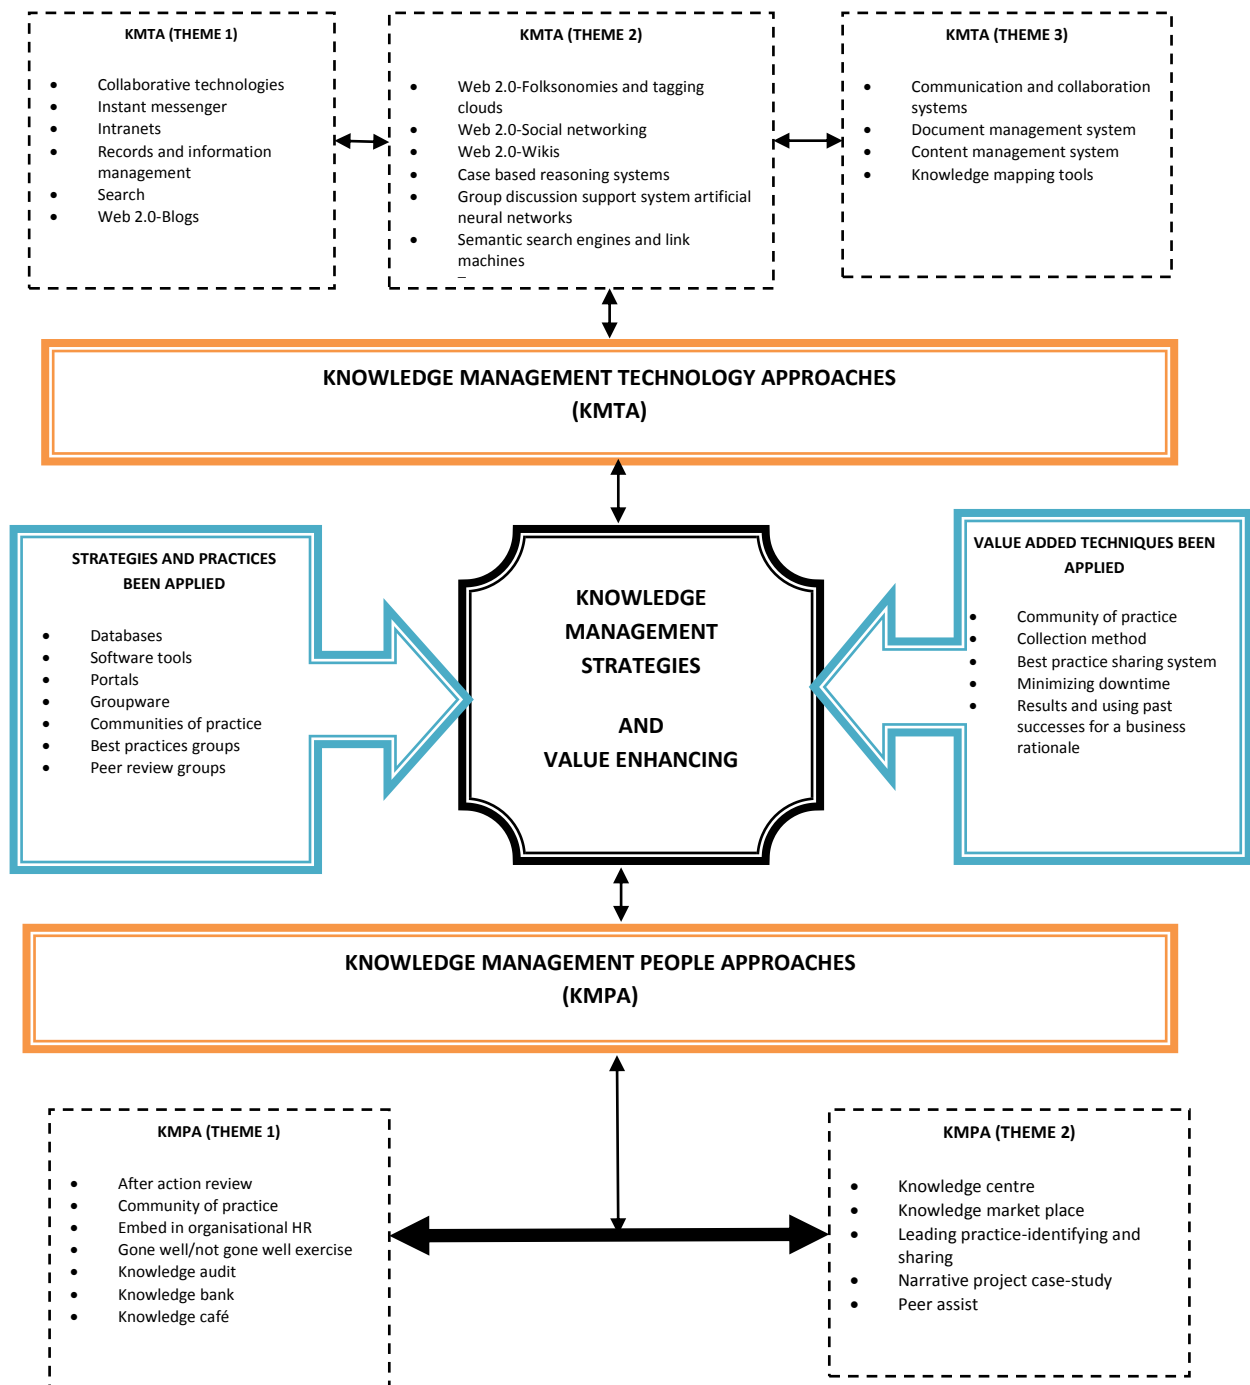 KMTA (THEME 1)
• Collaborative technologies
• Instant messenger
• Intranets
• Records and information
management
• Search
• Web 2.0-Blogs
KMTA (THEME 2)
• Web 2.0-Folksonomies and tagging
clouds
• Web 2.0-Social networking
• Web 2.0-Wikis
• Case based reasoning systems
• Group discussion support system artificial
neural networks
• Semantic search engines and link
machines
KMTA (THEME 3)
• Communication and collaboration
systems
• Document management system
• Content management system
• Knowledge mapping tools
KNOWLEDGE MANAGEMENT TECHNOLOGY APPROACHES
(KMTA)
STRATEGIES AND PRACTICES
BEEN APPLIED
• Databases
• Software tools
• Portals
• Groupware
• Communities of practice
• Best practices groups
• Peer review groups
KNOWLEDGE
MANAGEMENT
STRATEGIES
AND
VALUE ENHANCING
VALUE ADDED TECHNIQUES BEEN
APPLIED
• Community of practice
• Collection method
• Best practice sharing system
• Minimizing downtime
• Results and using past
successes for a business
rationale
KNOWLEDGE MANAGEMENT PEOPLE APPROACHES
(KMPA)
KMPA (THEME 1)
• After action review
• Community of practice
• Embed in organisational HR
• Gone well/not gone well exercise
• Knowledge audit
• Knowledge bank
• Knowledge café
KMPA (THEME 2)
• Knowledge centre
• Knowledge market place
• Leading practice-identifying and
sharing
• Narrative project case-study
• Peer assist